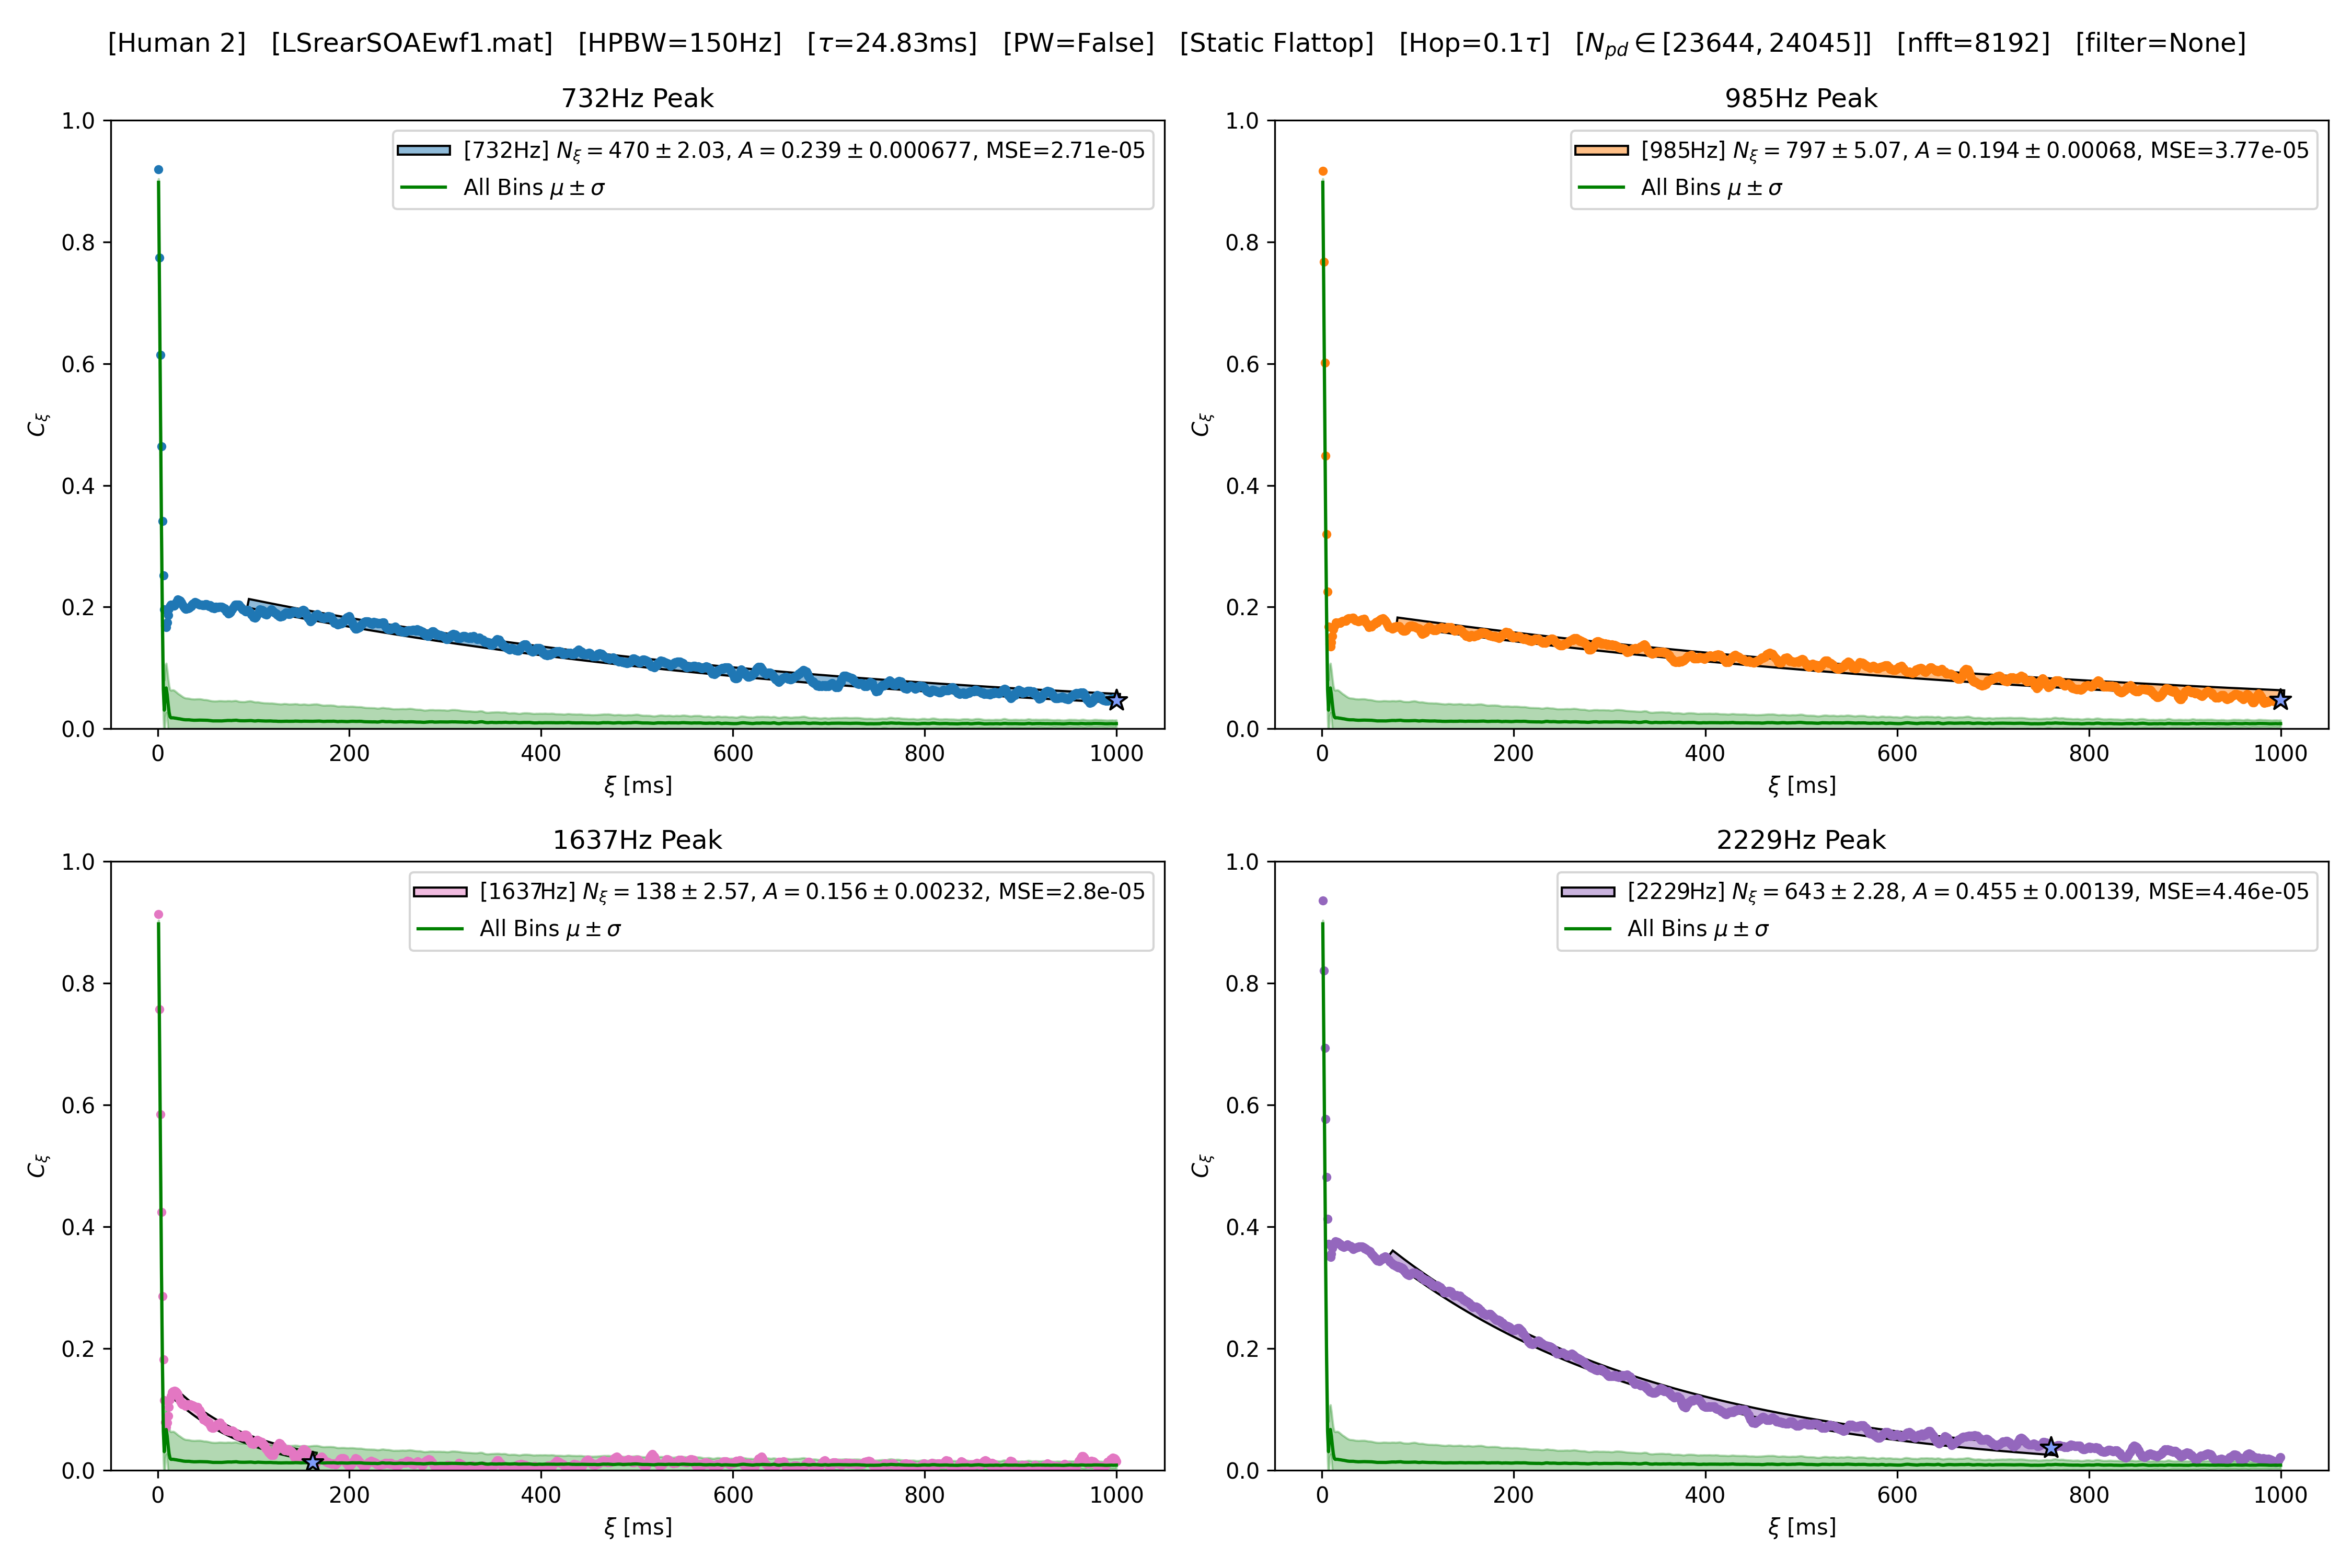 [Human 2] [LSrearSOAEwf1.mat] [HPBW=150Hz] [τ=24.83ms] [PW=False] [Static Flattop] [Hop=0.1τ] [N_pd ∈ [23644, 24045]] [nfft=8192] [filter=None]
732Hz Peak
1.0
0.8
0.6
0.4
0.2
0.0
C_ξ
[732Hz] N_ξ = 470 ± 2.03, A = 0.239 ± 0.000677, MSE=2.71e-05
All Bins μ ± σ
0 200 400 600 800 1000
ξ [ms]
985Hz Peak
1.0
0.8
0.6
0.4
0.2
0.0
C_ξ
[985Hz] N_ξ = 797 ± 5.07, A = 0.194 ± 0.00068, MSE=3.77e-05
All Bins μ ± σ
0 200 400 600 800 1000
ξ [ms]
1637Hz Peak
1.0
0.8
0.6
0.4
0.2
0.0
C_ξ
[1637Hz] N_ξ = 138 ± 2.57, A = 0.156 ± 0.00232, MSE=2.8e-05
All Bins μ ± σ
0 200 400 600 800 1000
ξ [ms]
2229Hz Peak
1.0
0.8
0.6
0.4
0.2
0.0
C_ξ
[2229Hz] N_ξ = 643 ± 2.28, A = 0.455 ± 0.00139, MSE=4.46e-05
All Bins μ ± σ
0 200 400 600 800 1000
ξ [ms]